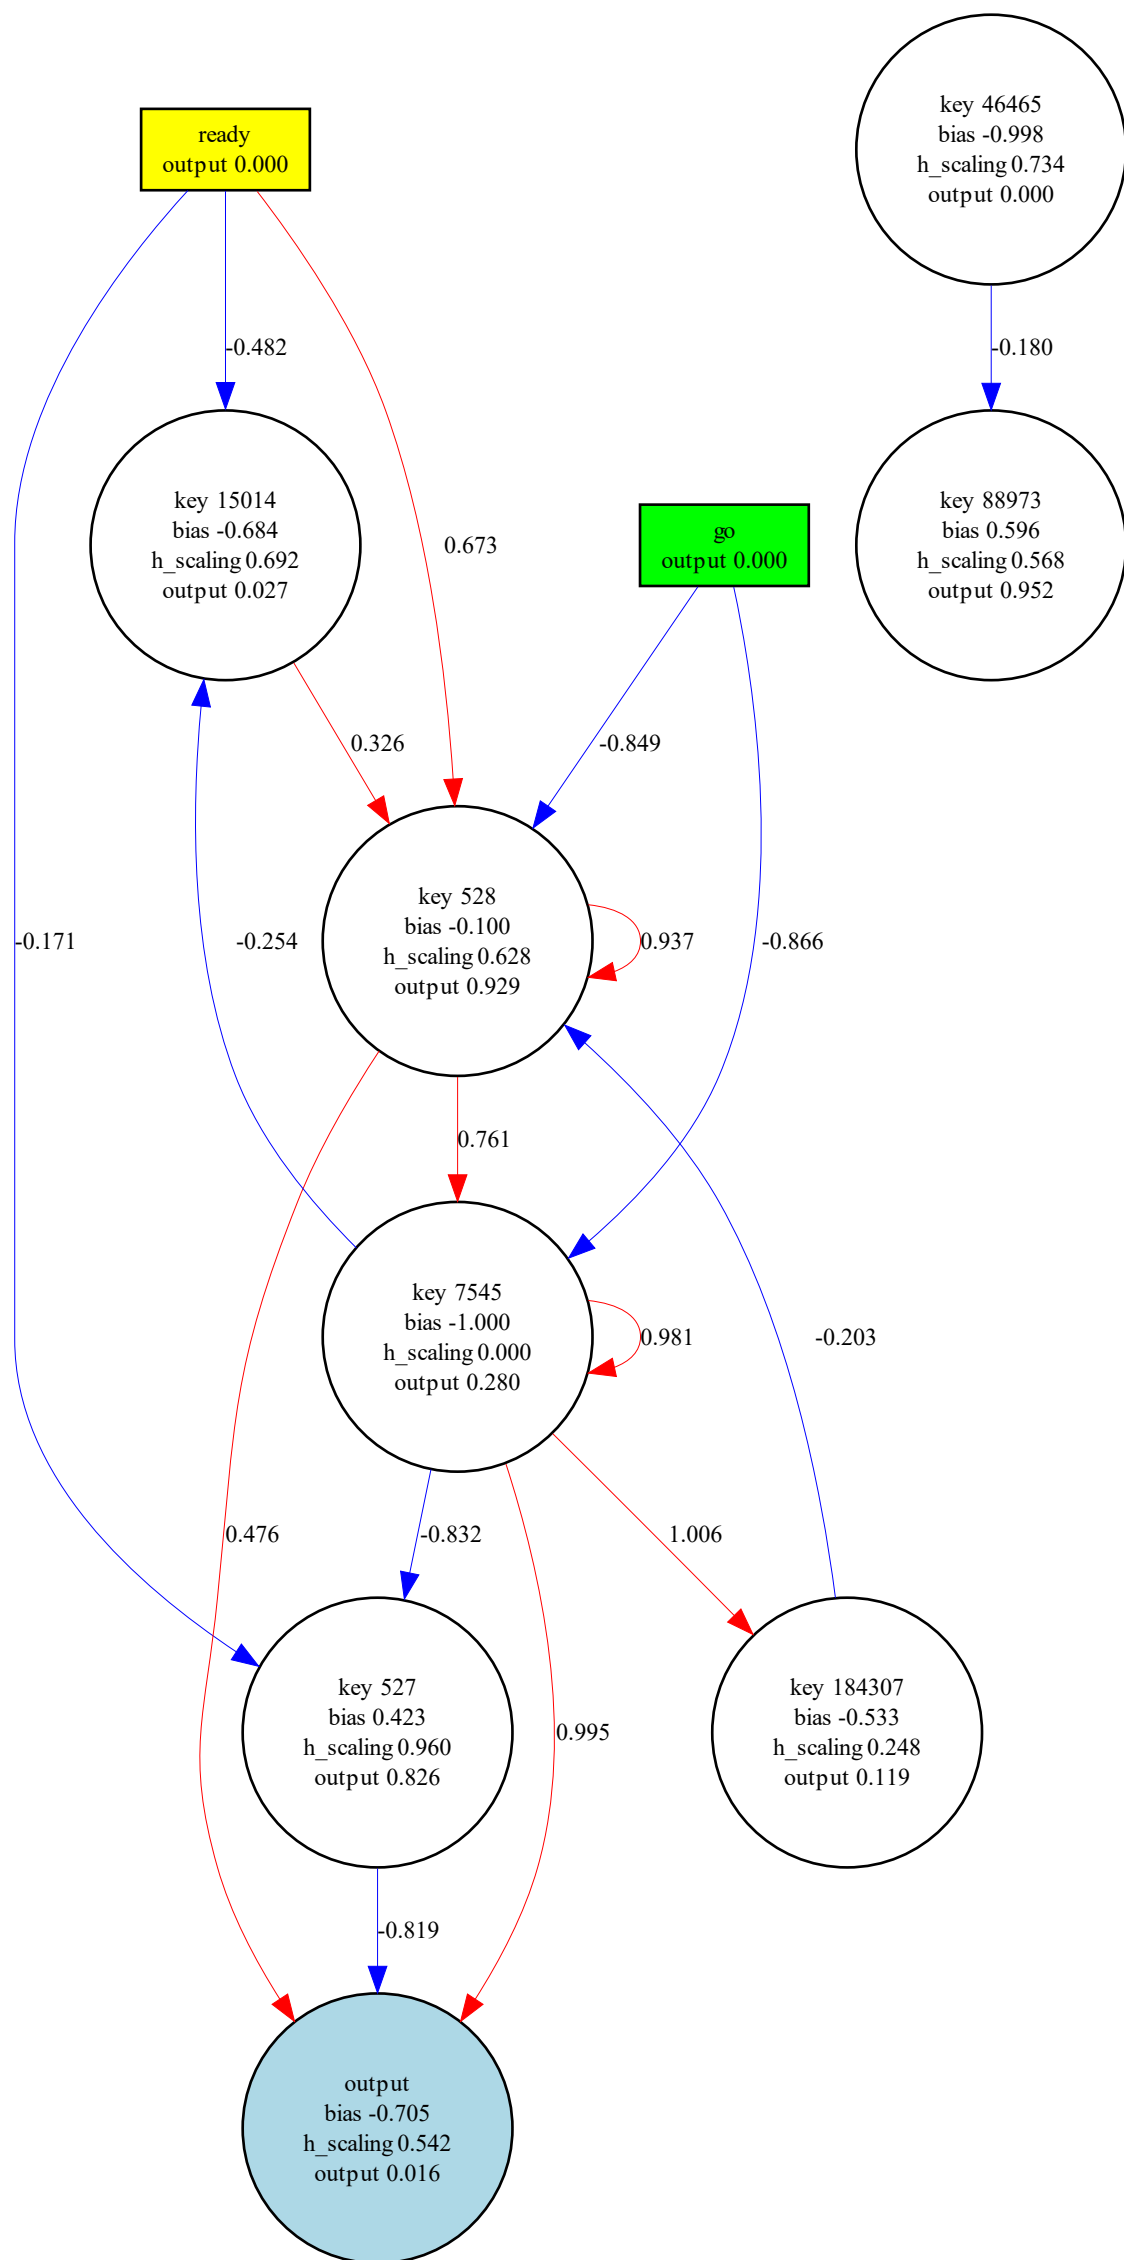 key 46465
bias -0.998
h_scaling 0.734
output 0.000
ready
output 0.000
-0.482
-0.180
key 15014
bias -0.684
h_scaling 0.692
output 0.027
0.673
go
output 0.000
key 88973
bias 0.596
h_scaling 0.568
output 0.952
0.326
-0.849
-0.171
-0.254
key 528
bias -0.100
h_scaling 0.628
output 0.929
0.937
-0.866
0.761
key 7545
bias -1.000
h_scaling 0.000
output 0.280
0.981
-0.203
0.476
-0.832
1.006
key 527
bias 0.423
h_scaling 0.960
output 0.826
0.995
key 184307
bias -0.533
h_scaling 0.248
output 0.119
-0.819
output
bias -0.705
h_scaling 0.542
output 0.016